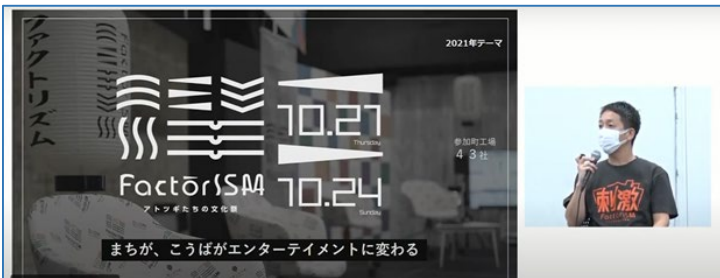 2021年テーマ
ファクトリズム
10.21
Thursday
参加町工場
43社
FactorISM
アトツギたちの文化祭
10.24
Sunday
まちが、こうばがエンターテイメントに変わる
刺激
FACTORISM